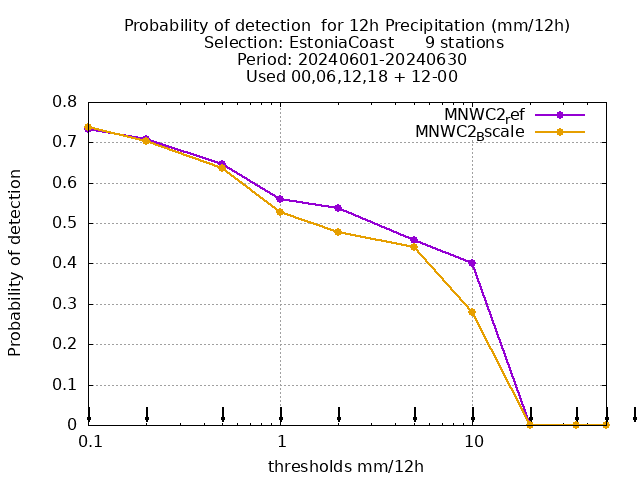 Probability of detection  for 12h Precipitation (mm/12h)
Selection: EstoniaCoast      9 stations
Period: 20240601-20240630
Used 00,06,12,18 + 12-00
MNWC2ref
MNWC2Bscale
Probability of detection
0.8
0.7
0.6
0.5
0.4
0.3
0.2
0.1
0
0.1 1 10
thresholds mm/12h